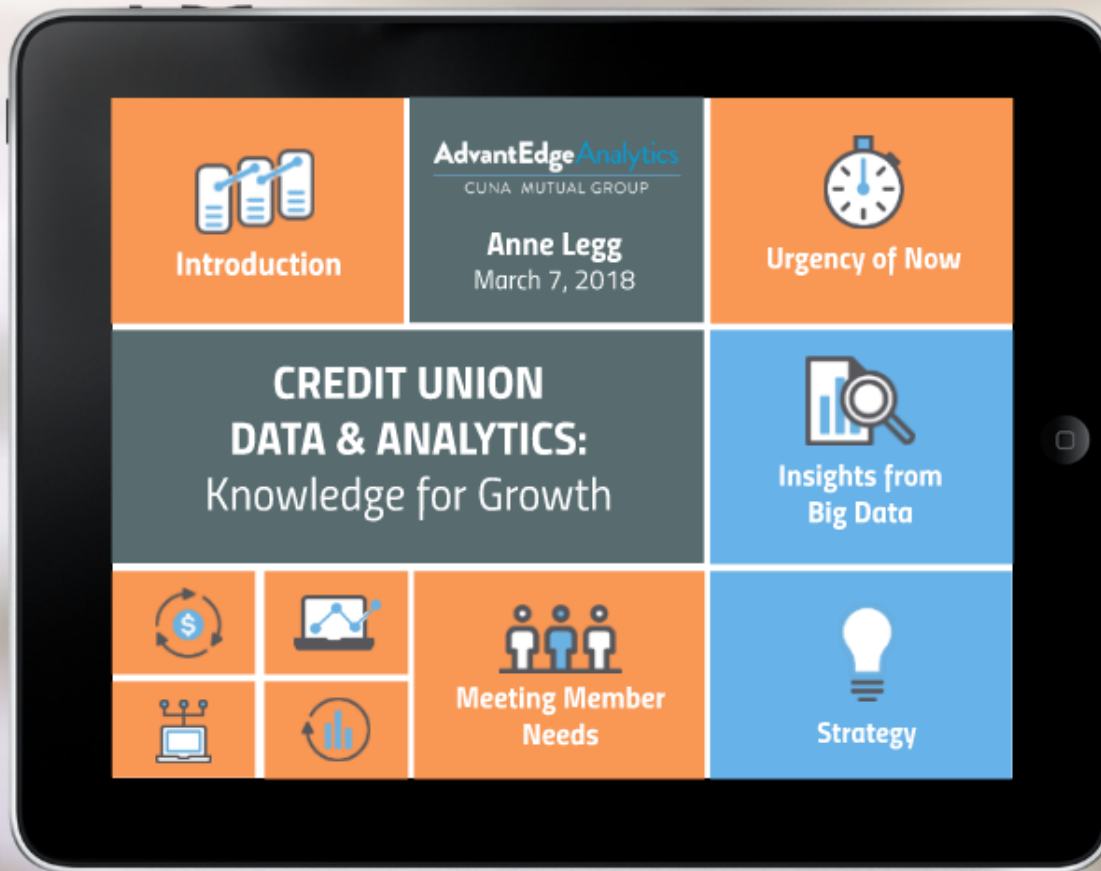 Introduction
AdvantEdgeAnalytics
CUNA MUTUAL GROUP
Anne Legg
March 7, 2018
Urgency of Now
CREDIT UNION
DATA & ANALYTICS:
Knowledge for Growth
Insights from
Big Data
$
Meeting Member
Needs
Strategy